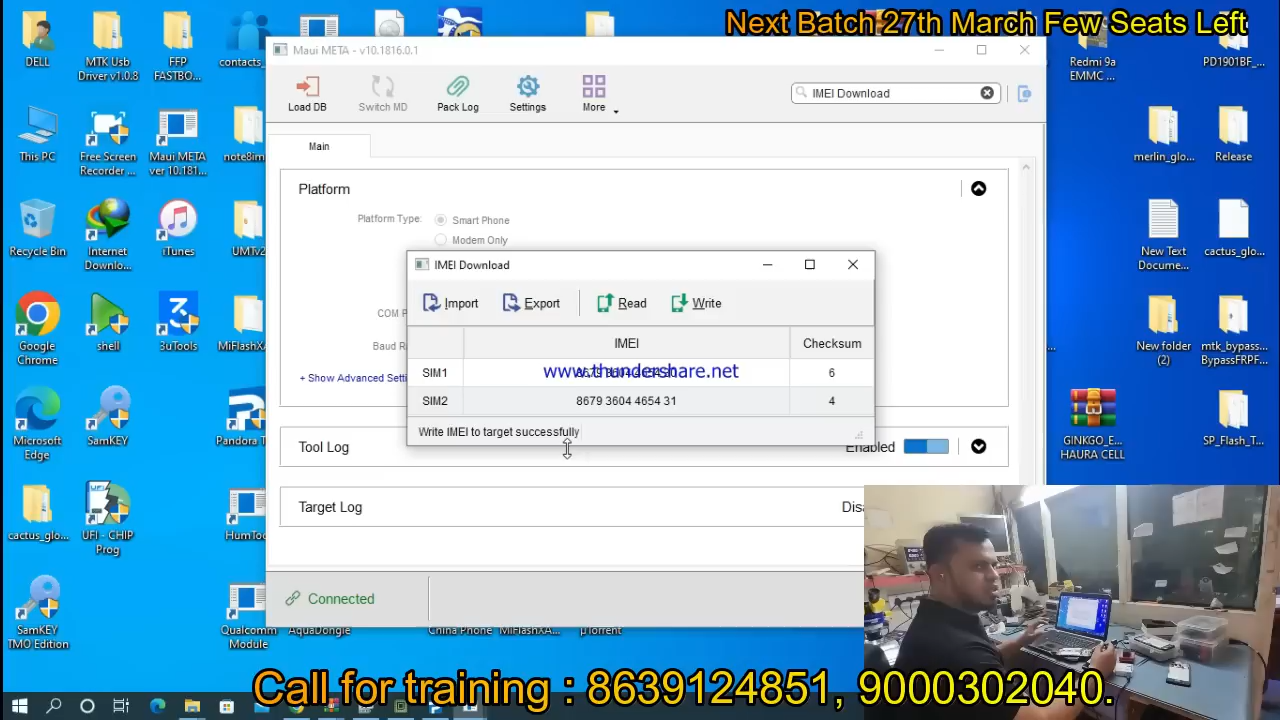 Next Batch 27th March Few Seats Left
DELL
MTK Usb
Driver v1.0.8
FFP
FASTBO...
contacts_
Maui META - v10.1816.0.1
Redmi 9a
EMMC ...
PD1901BF_...
Load DB
Switch MD
Pack Log
Settings
More
IMEI Download
This PC
Free Screen
Recorder ...
Maui META
ver 10.181...
note8im
Main
merlin_glo...
Release
Platform
Platform Type:
Smart Phone
Modem Only
Recycle Bin
Internet
Downlo...
iTunes
UMTv2
New Text
Docume...
cactus_glo...
IMEI Download
Import
Export
Read
Write
COM P
Baud R
IMEI
Checksum
Google
Chrome
shell
3uTools
MiFlashXA
New folder
(2)
mtk_bypass...
BypassFRPF...
+ Show Advanced Setti
SIM1
www.thundershare.net
6
SIM2
8679 3604 4654 31
4
Write IMEI to target successfully
Microsoft
Edge
SamKEY
Pandora T
Tool Log
Enabled
GINKGO_E...
HAURA CELL
SP_Flash_T...
Target Log
Disa
cactus_glo...
UFI - CHIP
Prog
HumToo
Connected
SamKEY
TMO Edition
Qualcomm
Module
AquaDongle
China Phone
MiFlashXA...
µTorrent
Call for training : 8639124851, 9000302040.